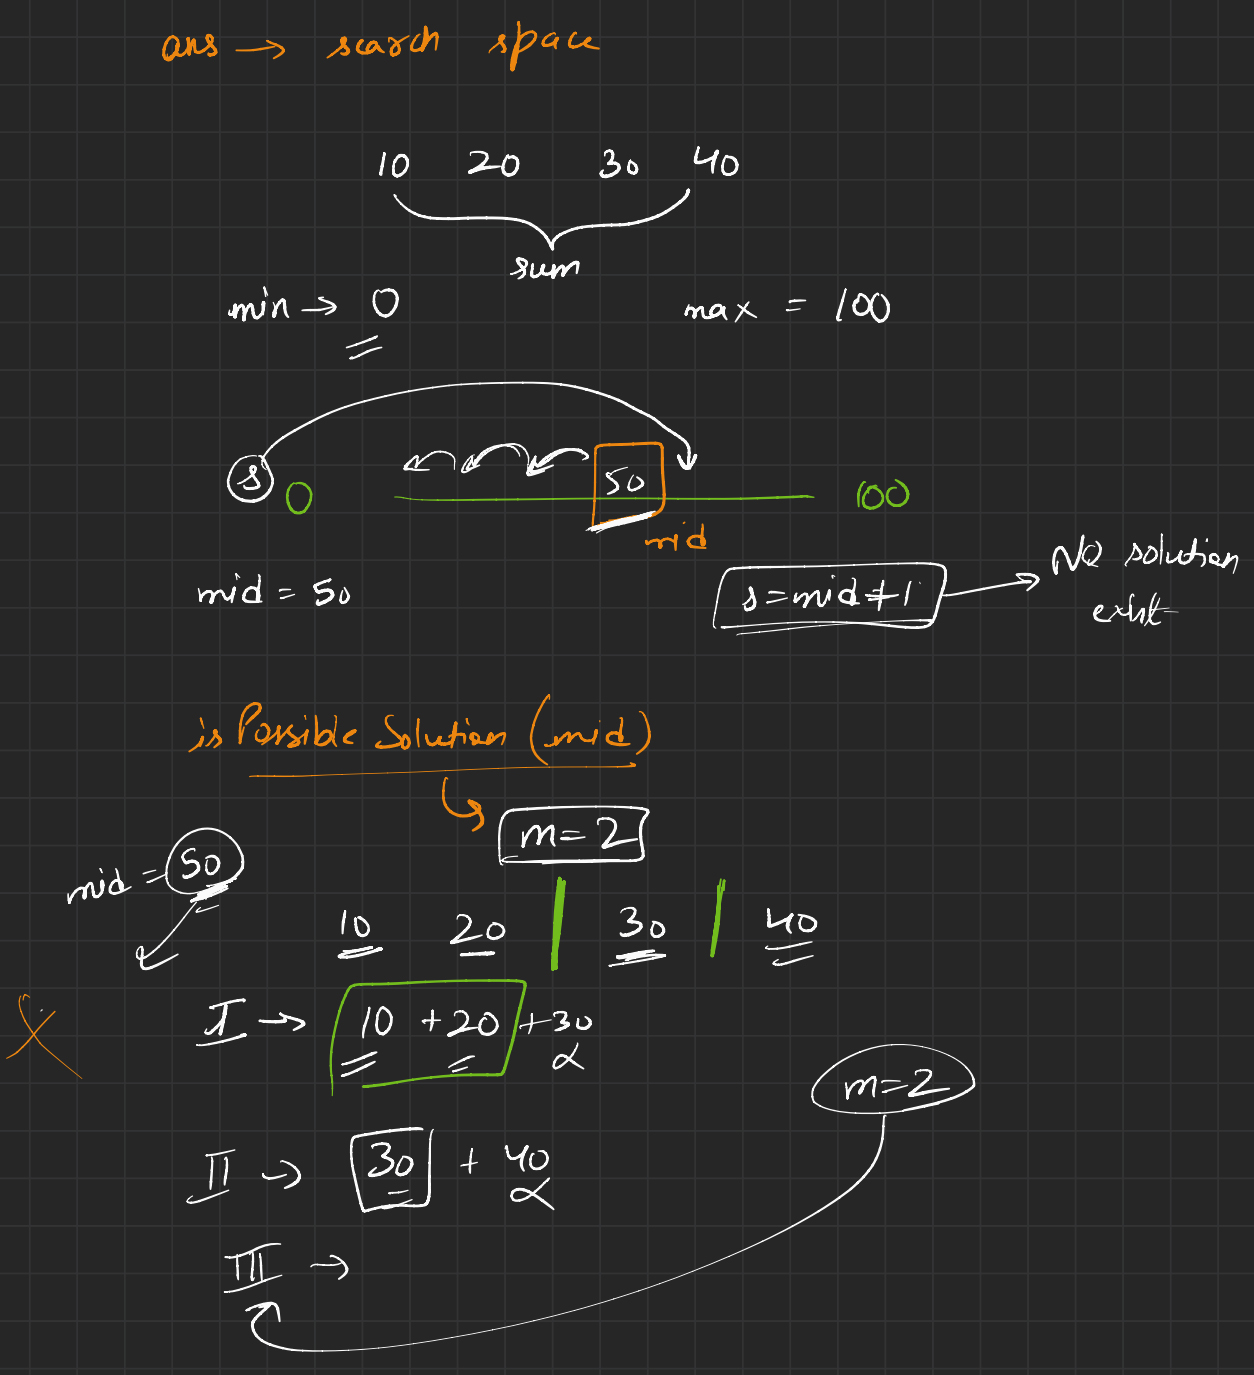 ans → search space
10 20 30 40
sum
min → 0 max = 100
s 0 50 100
mid
mid = 50 s=mid+1 → NO solution
exist
is Possible Solution (mid)
m=2
mid = 50
10 20 | 30 | 40
I → 10 + 20 + 30
m=2
II → 30 + 40
III →